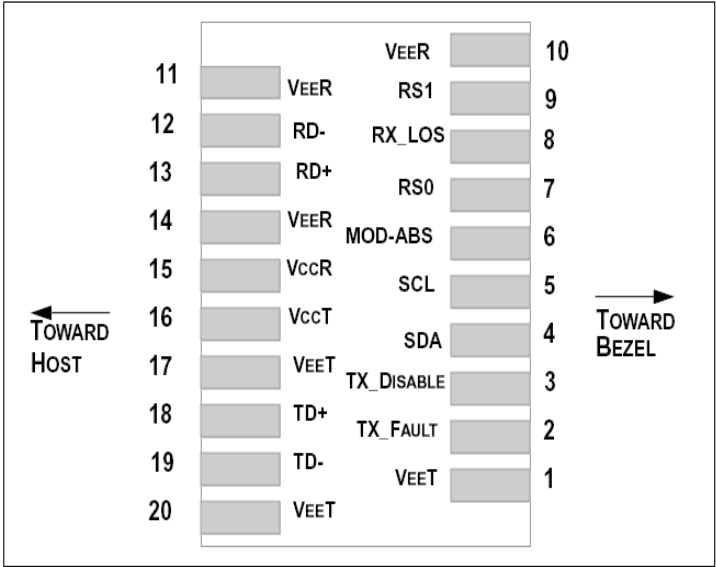 10 VEER
11 VEER
RS1 9
12 RD-
RX_LOS 8
13 RD+
RS0 7
14 VEER
MOD-ABS 6
15 VCCR
SCL 5
16 VCCT
TOWARD HOST
TOWARD BEZEL
SDA 4
17 VEET
TX_DISABLE 3
18 TD+
TX_FAULT 2
19 TD-
VEET 1
20 VEET